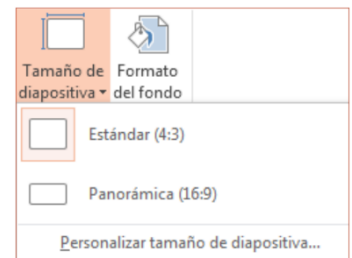 Tamaño de Formato
diapositiva del fondo
Estándar (4:3)
Panorámica (16:9)
Personalizar tamaño de diapositiva...